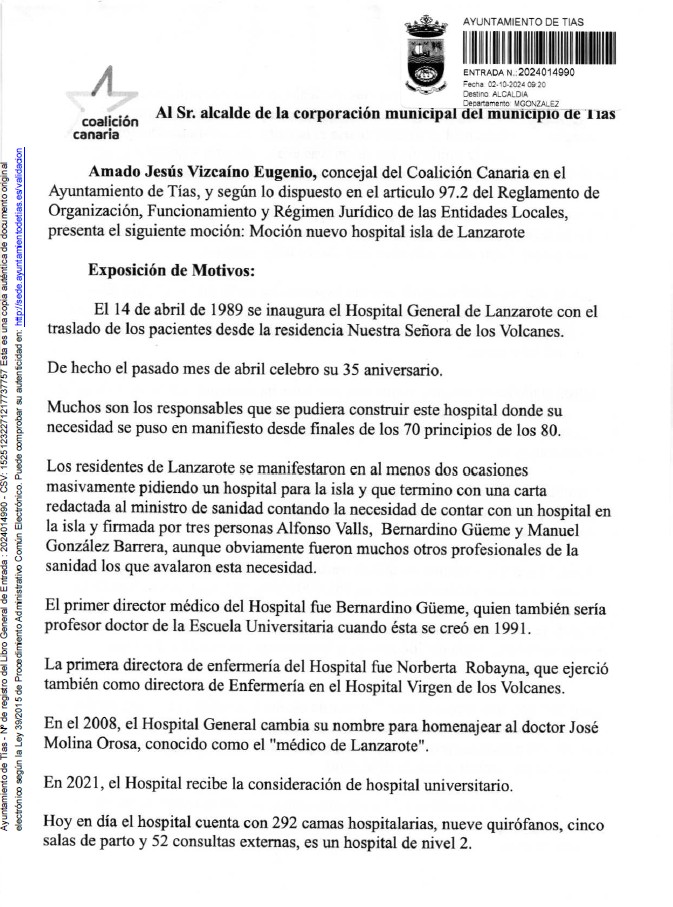 AYUNTAMIENTO DE TIAS
ENTRADA N.:2024014990
Fecha: 02-10-2024 09:20
Destino: ALCALDIA
Departamento: MGONZALEZ
coalición
canaria
Al Sr. alcalde de la corporación municipal del municipio de Tías
Amado Jesús Vizcaíno Eugenio, concejal del Coalición Canaria en el
Ayuntamiento de Tías, y según lo dispuesto en el articulo 97.2 del Reglamento de
Organización, Funcionamiento y Régimen Jurídico de las Entidades Locales,
presenta el siguiente moción: Moción nuevo hospital isla de Lanzarote
Exposición de Motivos:
El 14 de abril de 1989 se inaugura el Hospital General de Lanzarote con el
traslado de los pacientes desde la residencia Nuestra Señora de los Volcanes.
De hecho el pasado mes de abril celebro su 35 aniversario.
Muchos son los responsables que se pudiera construir este hospital donde su
necesidad se puso en manifiesto desde finales de los 70 principios de los 80.
Los residentes de Lanzarote se manifestaron en al menos dos ocasiones
masivamente pidiendo un hospital para la isla y que termino con una carta
redactada al ministro de sanidad contando la necesidad de contar con un hospital en
la isla y firmada por tres personas Alfonso Valls, Bernardino Güeme y Manuel
González Barrera, aunque obviamente fueron muchos otros profesionales de la
sanidad los que avalaron esta necesidad.
El primer director médico del Hospital fue Bernardino Güeme, quien también sería
profesor doctor de la Escuela Universitaria cuando ésta se creó en 1991.
La primera directora de enfermería del Hospital fue Norberta Robayna, que ejerció
también como directora de Enfermería en el Hospital Virgen de los Volcanes.
En el 2008, el Hospital General cambia su nombre para homenajear al doctor José
Molina Orosa, conocido como el "médico de Lanzarote".
En 2021, el Hospital recibe la consideración de hospital universitario.
Hoy en día el hospital cuenta con 292 camas hospitalarias, nueve quirófanos, cinco
salas de parto y 52 consultas externas, es un hospital de nivel 2.
Ayuntamiento de Tías - Nº de registro del Libro General de Entrada : 2024014990 - CSV: 15251232271217737757 Esta es una copia auténtica de documento original
electrónico según la Ley 39/2015 de Procedimiento Administrativo Común Electrónico. Puede comprobar su autenticidad en: http://sede.ayuntamientodetias.es/validacion